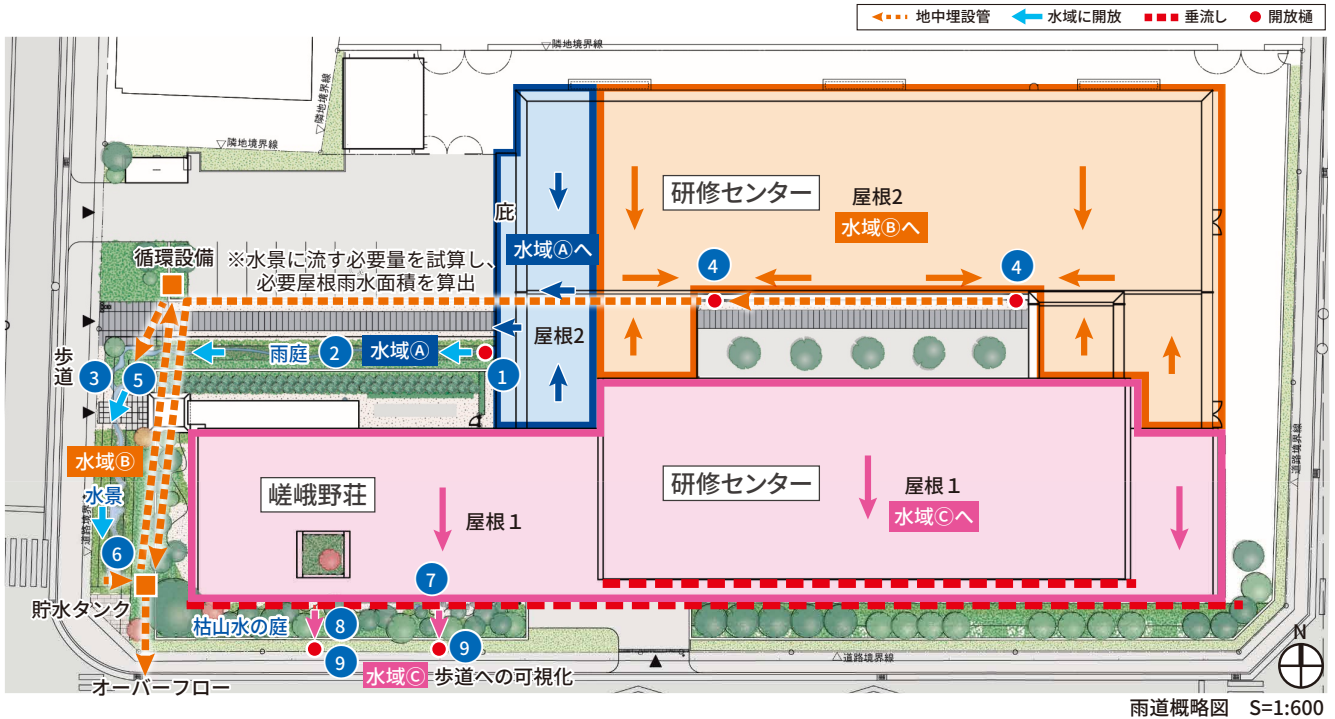 地中埋設管 水域に開放 垂流し 開放樋
▽隣地境界線
▽隣地境界線
▽隣地境界線
▽隣地境界線
庇
研修センター
屋根2
水域Ⓑへ
水域Ⓐへ
循環設備
※水景に流す必要量を試算し、
必要屋根雨水面積を算出
4
4
屋根2
歩道
3
5
雨庭
2
水域Ⓐ
1
水域Ⓑ
水景
6
嵯峨野荘
屋根１
研修センター
屋根１
水域Ⓒへ
▽道路境界線
▽道路境界線
7
貯水タンク
枯山水の庭
8
9
9
水域Ⓒ
歩道への可視化
△道路境界線
N
オーバーフロー
雨道概略図 S=1:600